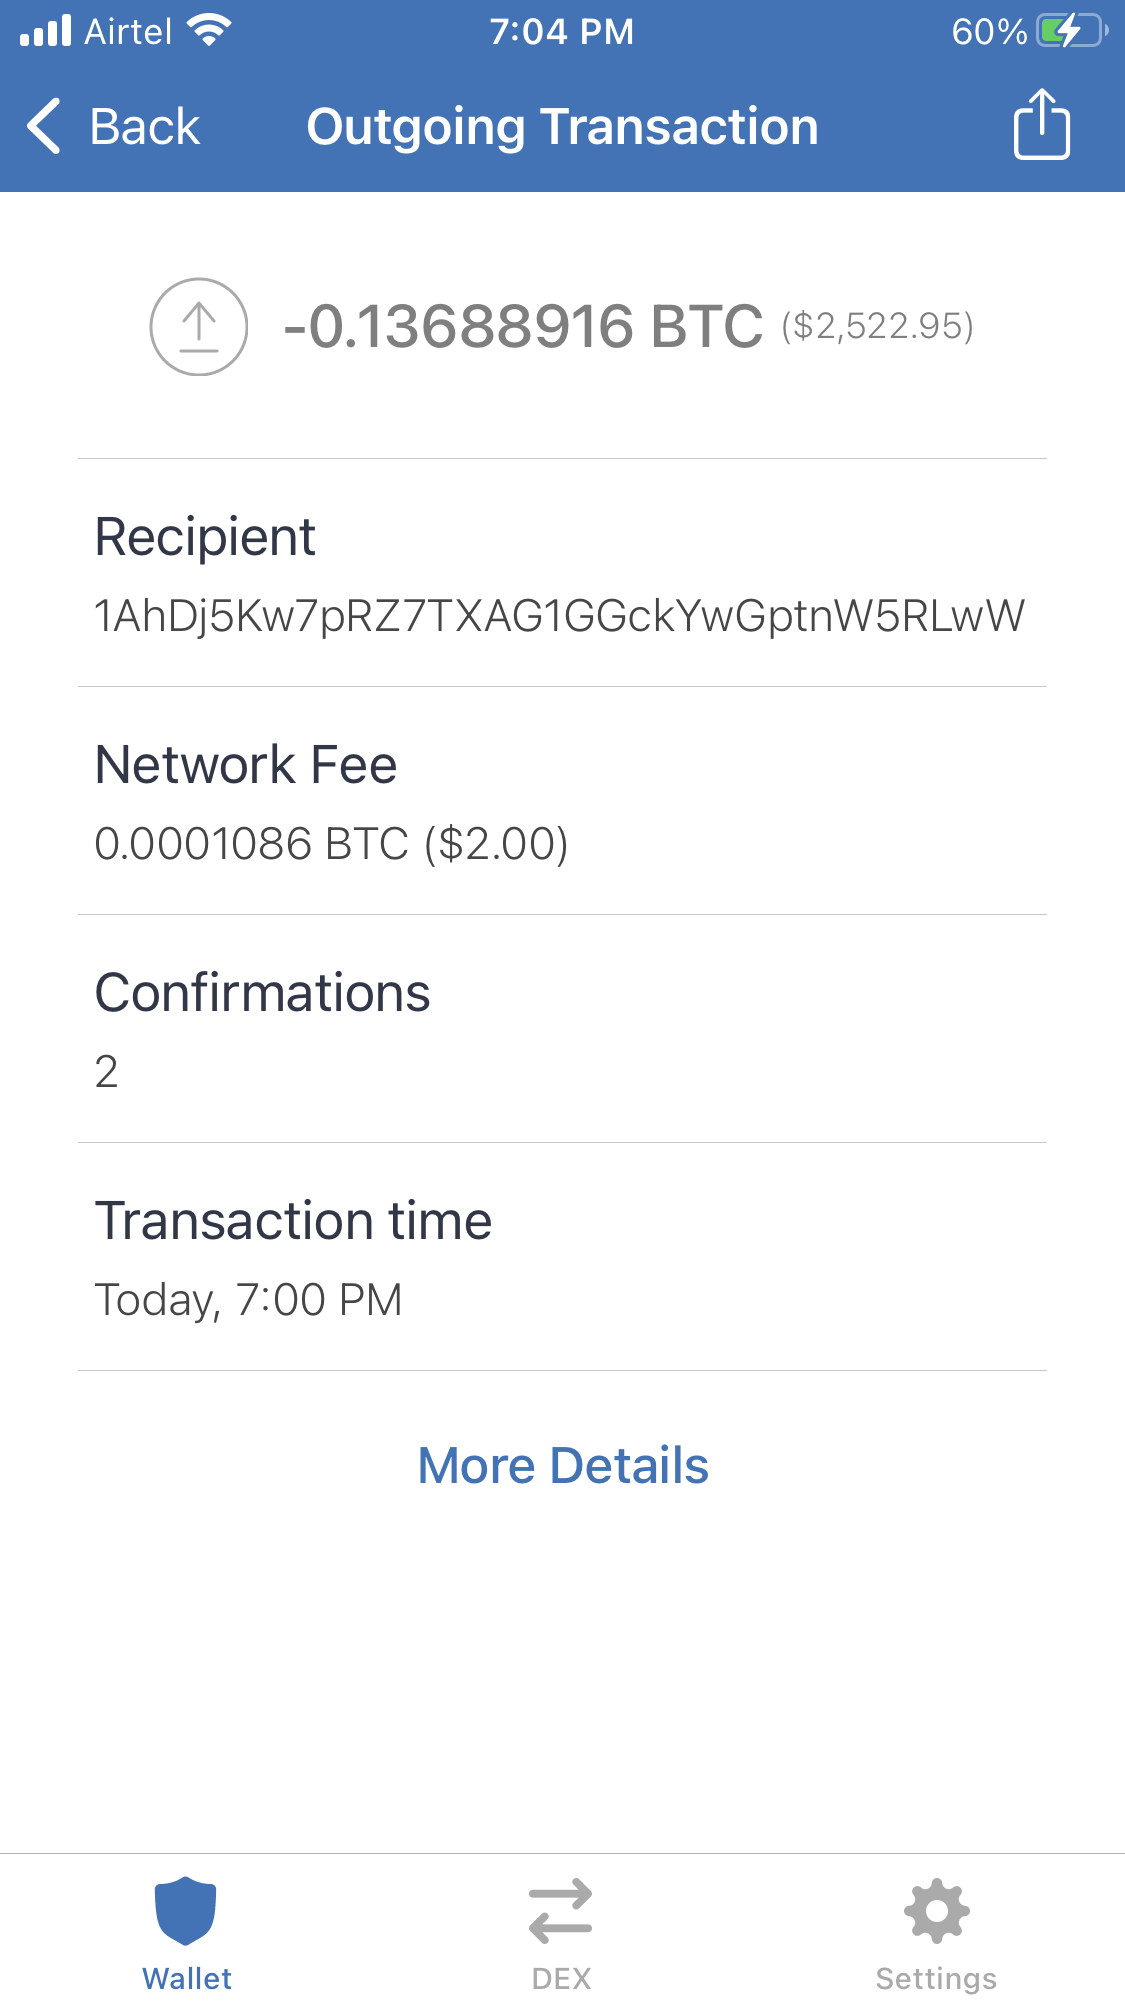 Airtel 7:04 PM 60%
Back Outgoing Transaction
-0.13688916 BTC ($2,522.95)
Recipient
1AhDj5Kw7pRZ7TXAG1GGckYwGptnW5RLwW
Network Fee
0.0001086 BTC ($2.00)
Confirmations
2
Transaction time
Today, 7:00 PM
More Details
Wallet DEX Settings